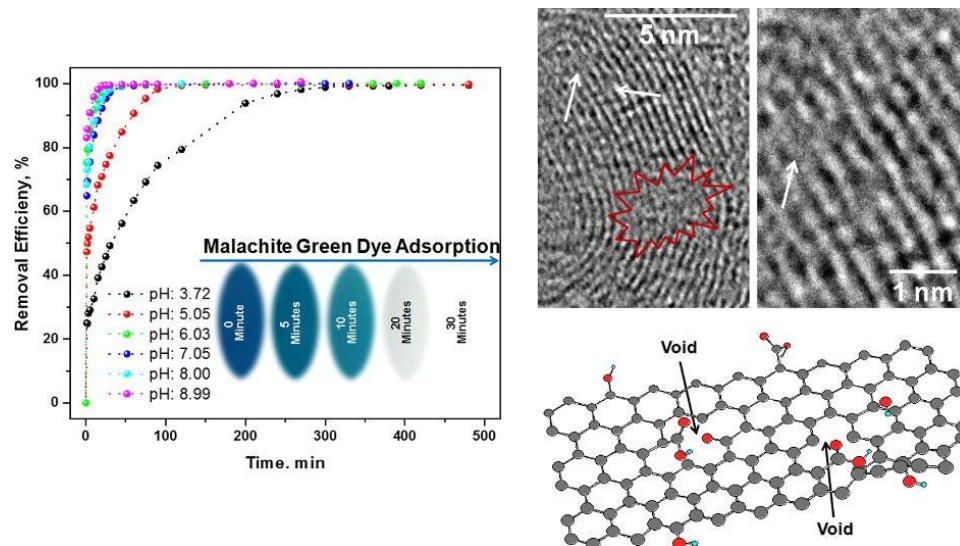 100
80
60
40
20
0
Removal Efficieny, %
0
100
200
300
400
500
Time. min
Malachite Green Dye Adsorption
0
Minute
5
Minutes
10
Minutes
20
Minutes
30
Minutes
pH: 3.72
pH: 5.05
pH: 6.03
pH: 7.05
pH: 8.00
pH: 8.99
5 nm
1 nm
Void
Void